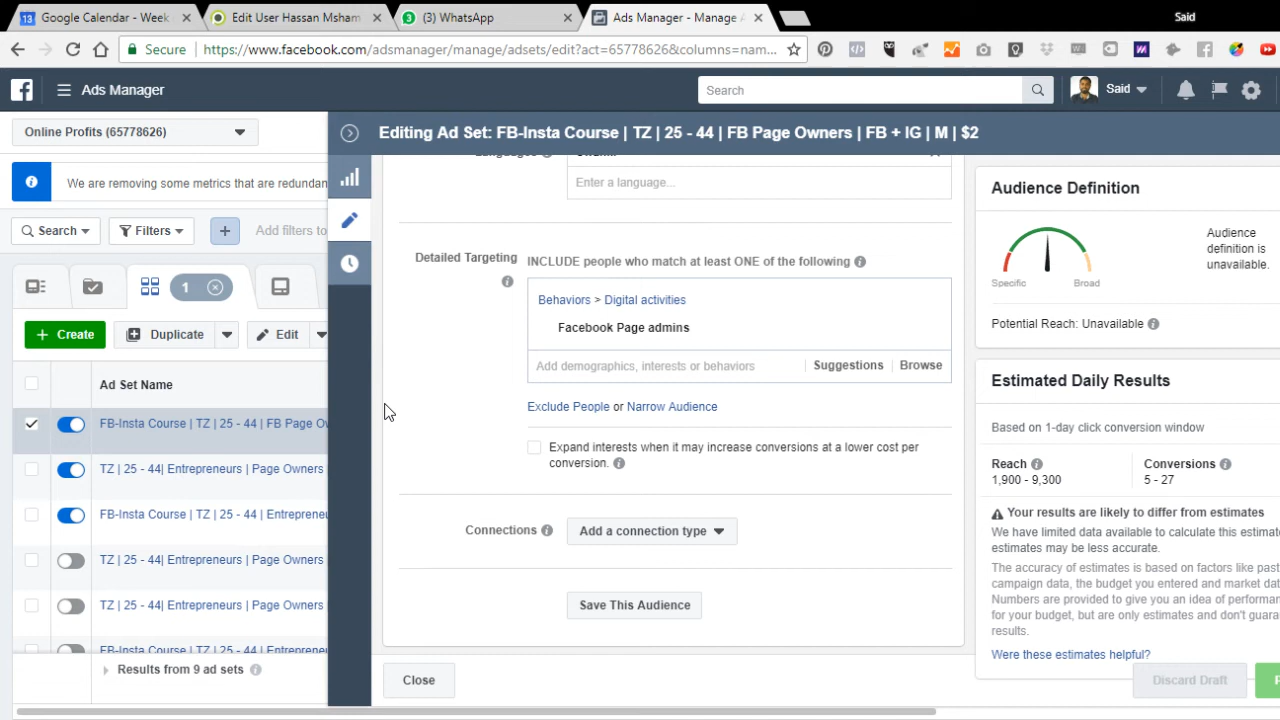 Said
13 Google Calendar - Week
Edit User Hassan Msham
(3) WhatsApp
Ads Manager - Manage A
Secure https://www.facebook.com/adsmanager/manage/adsets/edit?act=65778626&columns=nam...
Ads Manager
Search
Said
Online Profits (65778626)
Editing Ad Set: FB-Insta Course | TZ | 25 - 44 | FB Page Owners | FB + IG | M | $2
We are removing some metrics that are redundan
Search
Filters
Add filters to
1
Create
Duplicate
Edit
Ad Set Name
FB-Insta Course | TZ | 25 - 44 | FB Page Ow
TZ | 25 - 44| Entrepreneurs | Page Owners
FB-Insta Course | TZ | 25 - 44 | Entrepreneu
TZ | 25 - 44| Entrepreneurs | Page Owners
TZ | 25 - 44| Entrepreneurs | Page Owners
FB-Insta Course | TZ | 25 - 44 | Entrepreneu
Results from 9 ad sets
Enter a language...
Detailed Targeting
INCLUDE people who match at least ONE of the following
Behaviors > Digital activities
Facebook Page admins
Add demographics, interests or behaviors
Suggestions
Browse
Exclude People or Narrow Audience
Expand interests when it may increase conversions at a lower cost per
conversion.
Connections
Add a connection type
Save This Audience
Close
Audience Definition
Specific
Broad
Audience
definition is
unavailable.
Potential Reach: Unavailable
Estimated Daily Results
Based on 1-day click conversion window
Reach
1,900 - 9,300
Conversions
5 - 27
Your results are likely to differ from estimates
We have limited data available to calculate this estimate
estimates may be less accurate.
The accuracy of estimates is based on factors like past
campaign data, the budget you entered and market dat
Numbers are provided to give you an idea of performan
for your budget, but are only estimates and don't guara
results.
Were these estimates helpful?
Discard Draft
P